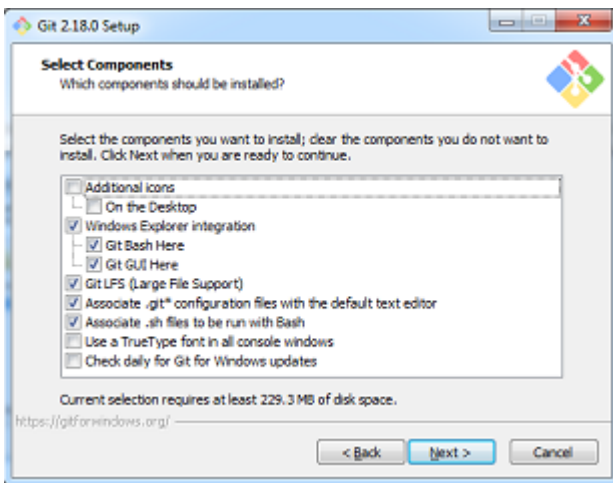 Git 2.18.0 Setup
Select Components
Which components should be installed?
Select the components you want to install; clear the components you do not want to
install. Click Next when you are ready to continue.
Additional icons
On the Desktop
Windows Explorer integration
Git Bash Here
Git GUI Here
Git LFS (Large File Support)
Associate .git* configuration files with the default text editor
Associate .sh files to be run with Bash
Use a TrueType font in all console windows
Check daily for Git for Windows updates
Current selection requires at least 229.3 MB of disk space.
https://gitforwindows.org/
< Back Next > Cancel